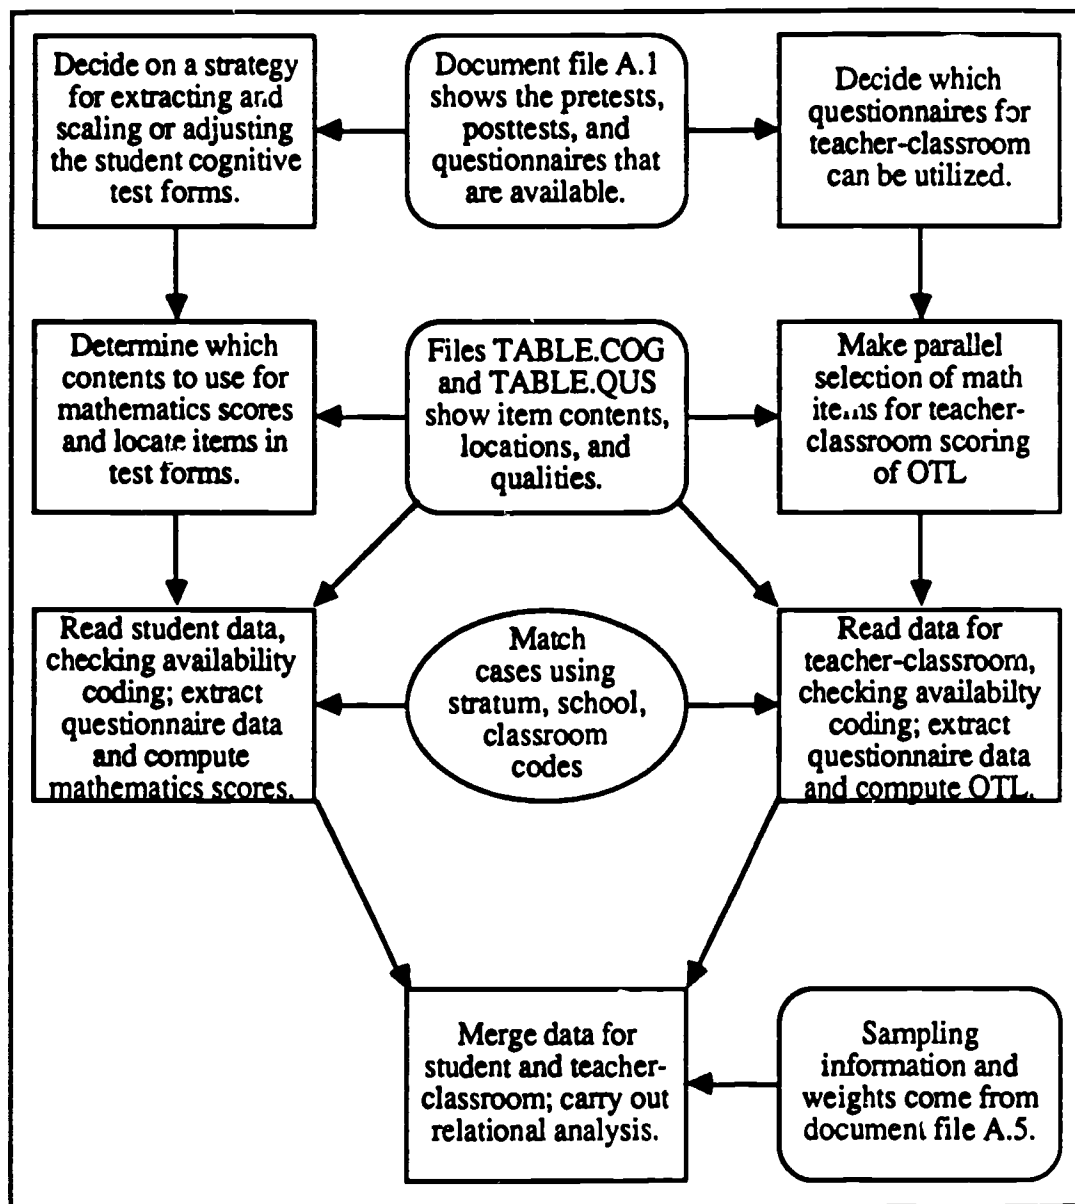 Decide on a strategy
for extracting and
scaling or adjusting
the student cognitive
test forms.
Document file A.1
shows the pretests,
posttests, and
questionnaires that
are available.
Decide which
questionnaires for
teacher-classroom
can be utilized.
Determine which
contents to use for
mathematics scores
and locate items in
test forms.
Files TABLE.COG
and TABLE.QUS
show item contents,
locations, and
qualities.
Make parallel
selection of math
items for teacher-
classroom scoring
of OTL
Read student data,
checking availability
coding; extract
questionnaire data
and compute
mathematics scores.
Match
cases using
stratum, school,
classroom
codes
Read data for
teacher-classroom,
checking availabilty
coding; extract
questionnaire data
and compute OTL.
Merge data for
student and teacher-
classroom; carry out
relational analysis.
Sampling
information and
weights come from
document file A.5.